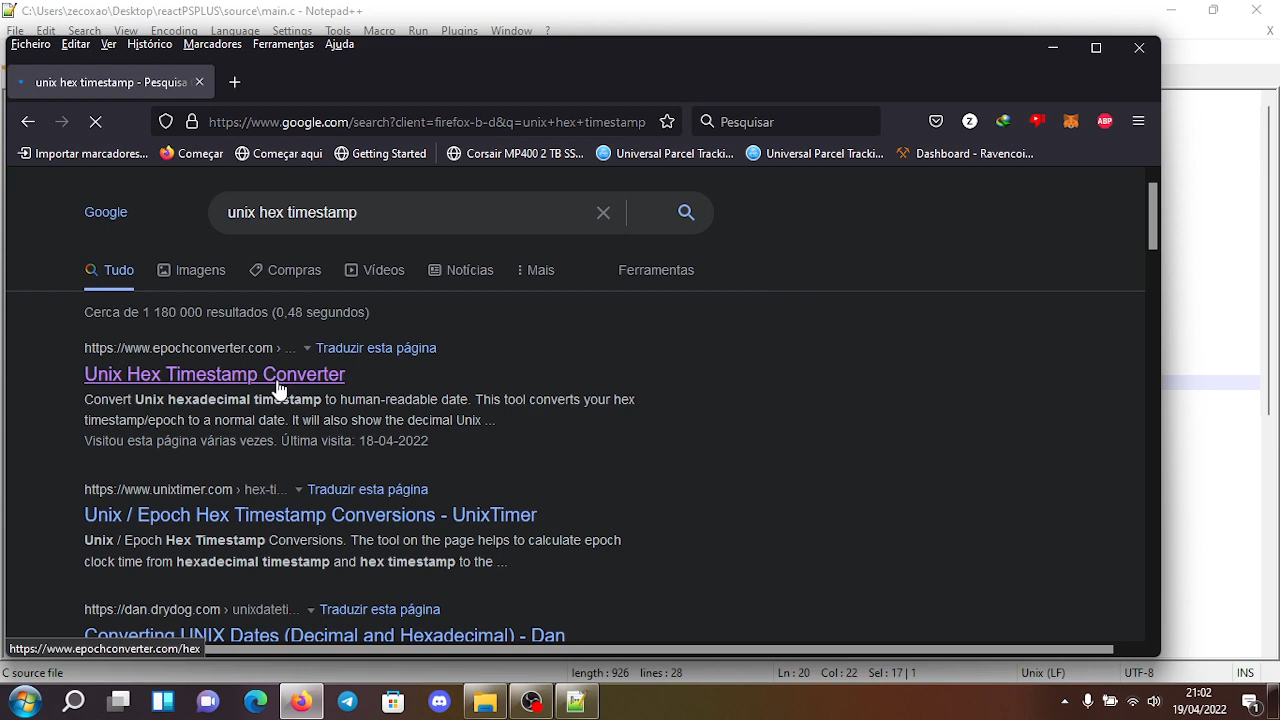 C:\Users\zecoxao\Desktop\reactPSPLUS\source\main.c - Notepad++
File Edit Search View Encoding Language Settings Tools Macro Run Plugins Window ? X
Ficheiro Editar Ver Histórico Marcadores Ferramentas Ajuda
unix hex timestamp - Pesquisa
https://www.google.com/search?client=firefox-b-d&q=unix+hex+timestamp Pesquisar
Importar marcadores... Começar Começar aqui Getting Started Corsair MP400 2 TB SS... Universal Parcel Tracki... Universal Parcel Tracki... Dashboard - Ravencoi...
Google unix hex timestamp
Tudo Imagens Compras Vídeos Notícias Mais Ferramentas
Cerca de 1 180 000 resultados (0,48 segundos)
https://www.epochconverter.com › ... Traduzir esta página
Unix Hex Timestamp Converter
Convert Unix hexadecimal timestamp to human-readable date. This tool converts your hex
timestamp/epoch to a normal date. It will also show the decimal Unix ...
Visitou esta página várias vezes. Última visita: 18-04-2022
https://www.unixtimer.com › hex-ti... Traduzir esta página
Unix / Epoch Hex Timestamp Conversions - UnixTimer
Unix / Epoch Hex Timestamp Conversions. The tool on the page helps to calculate epoch
clock time from hexadecimal timestamp and hex timestamp to the ...
https://dan.drydog.com › unixdateti... Traduzir esta página
Converting UNIX Dates (Decimal and Hexadecimal) - Dan
https://www.epochconverter.com/hex
C source file length : 926 lines : 28 Ln : 20 Col : 22 Sel : 17 | 1 Unix (LF) UTF-8 INS
21:02
19/04/2022
Z
ABP
1